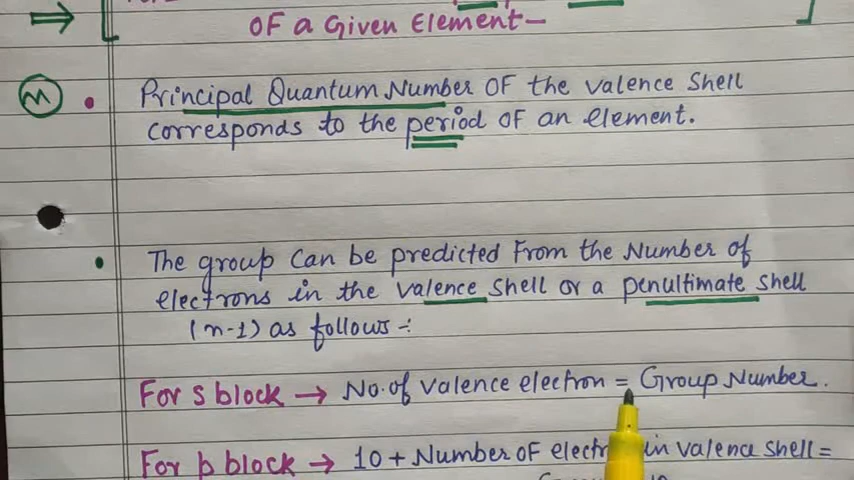 OF a Given Element-
(n) • Principal Quantum Number OF the valence shell
corresponds to the period OF an element.
• The group can be predicted From the Number of
electrons in the valence shell or a penultimate shell
(n-1) as follows :-
For s block → No. of valence electron = Group Number.
For p block → 10 + Number OF in valence shell =